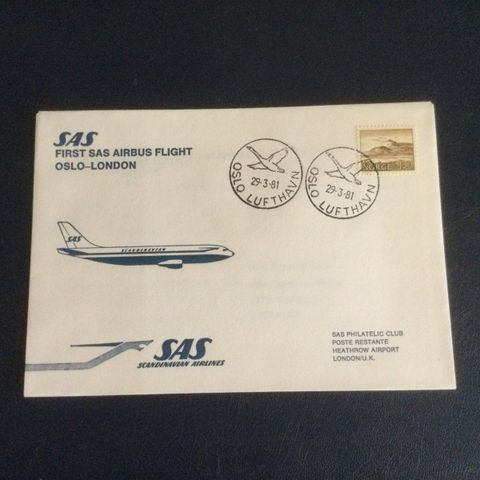 SAS
FIRST SAS AIRBUS FLIGHT
OSLO–LONDON
OSLO LUFTHAVN
29-3-81
OSLO LUFTHAVN
29-3-81
NORGE
SAS
SCANDINAVIAN
SAS
SCANDINAVIAN AIRLINES
SAS PHILATELIC CLUB
POSTE RESTANTE
HEATHROW AIRPORT
LONDON/U.K.